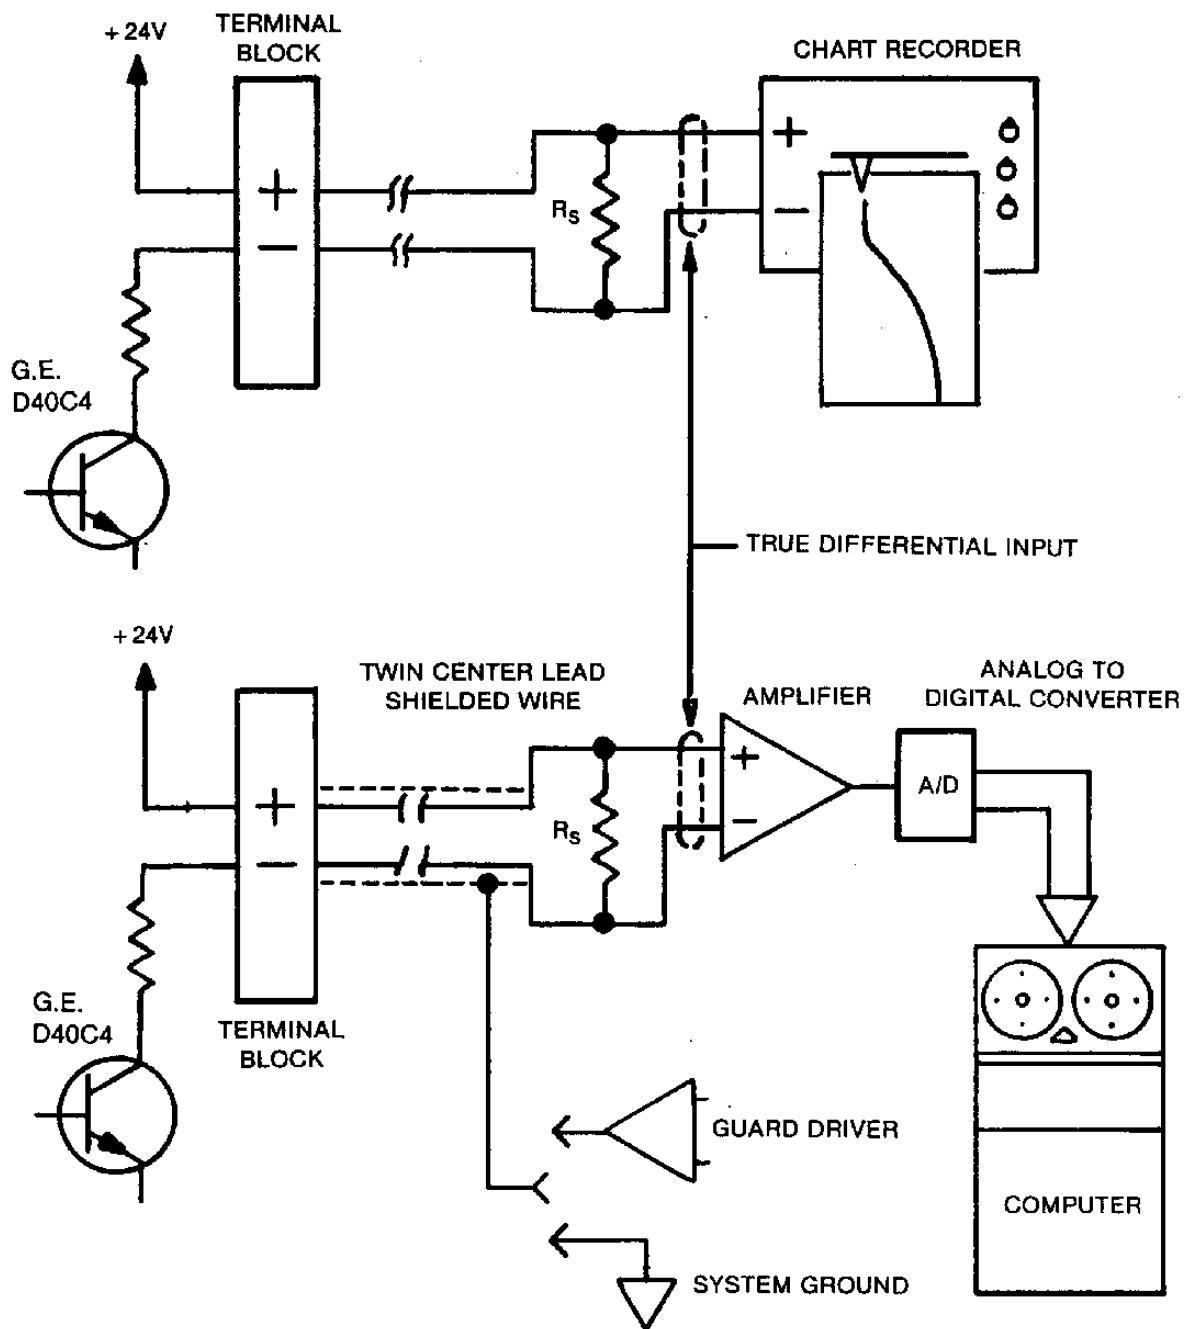 +24V
TERMINAL
BLOCK
CHART RECORDER
+
+
−
−
RS
G.E.
D40C4
TRUE DIFFERENTIAL INPUT
+24V
TWIN CENTER LEAD
SHIELDED WIRE
AMPLIFIER
ANALOG TO
DIGITAL CONVERTER
+
+
−
−
RS
A/D
G.E.
D40C4
TERMINAL
BLOCK
GUARD DRIVER
COMPUTER
SYSTEM GROUND